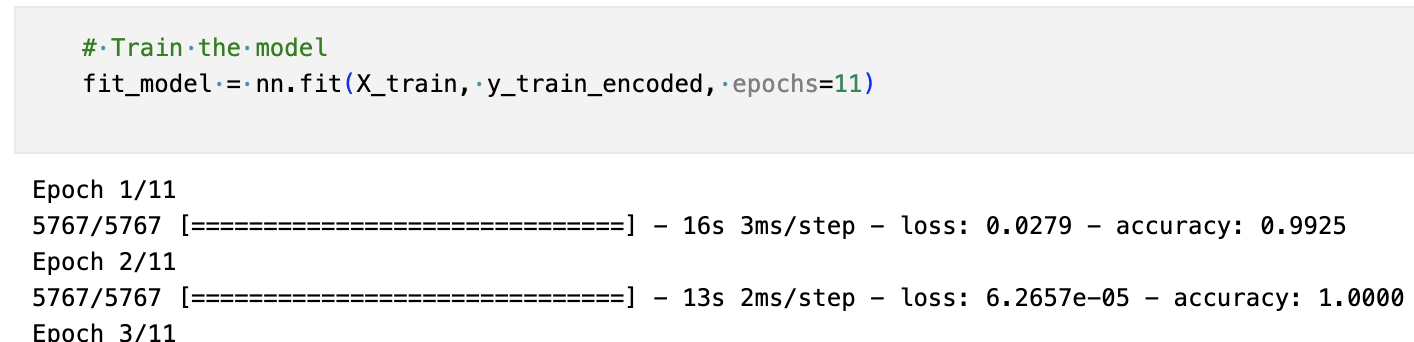 # Train the model
fit_model = nn.fit(X_train, y_train_encoded, epochs=11)
Epoch 1/11
5767/5767 [==============================] - 16s 3ms/step - loss: 0.0279 - accuracy: 0.9925
Epoch 2/11
5767/5767 [==============================] - 13s 2ms/step - loss: 6.2657e-05 - accuracy: 1.0000
Epoch 3/11